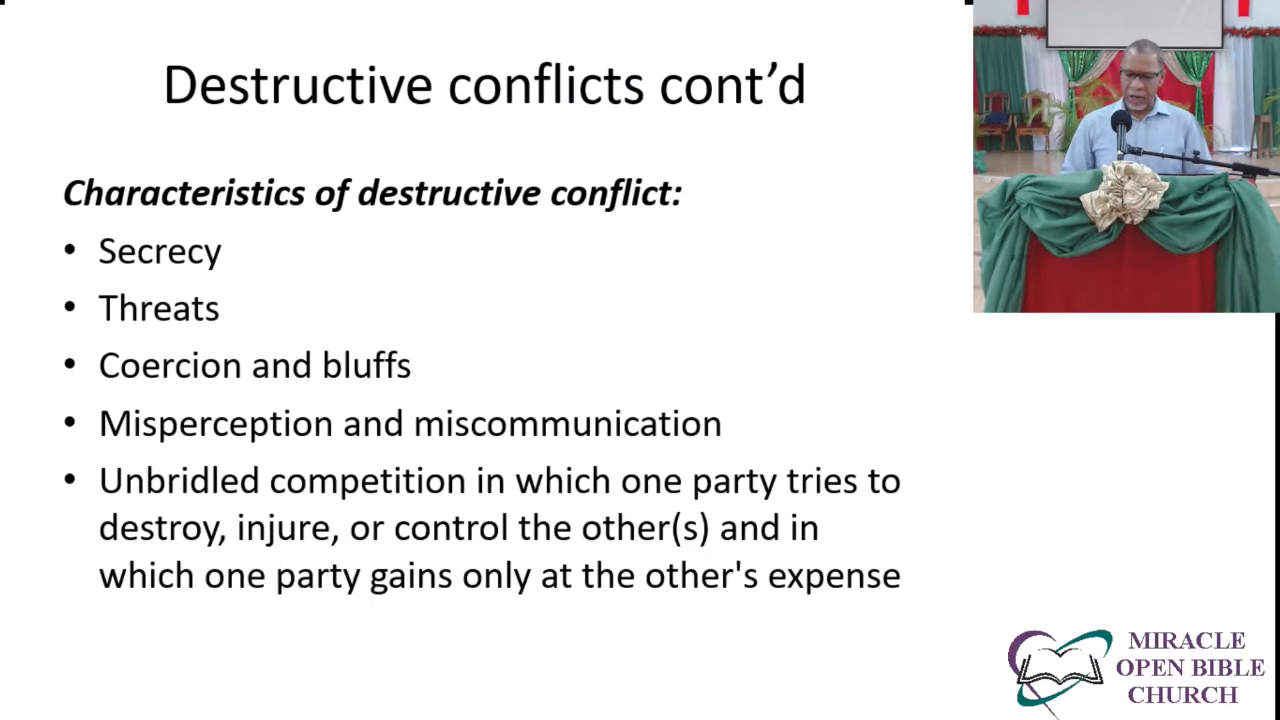 Destructive conflicts cont’d
Characteristics of destructive conflict:
• Secrecy
• Threats
• Coercion and bluffs
• Misperception and miscommunication
• Unbridled competition in which one party tries to
destroy, injure, or control the other(s) and in
which one party gains only at the other's expense
MIRACLE
OPEN BIBLE
CHURCH